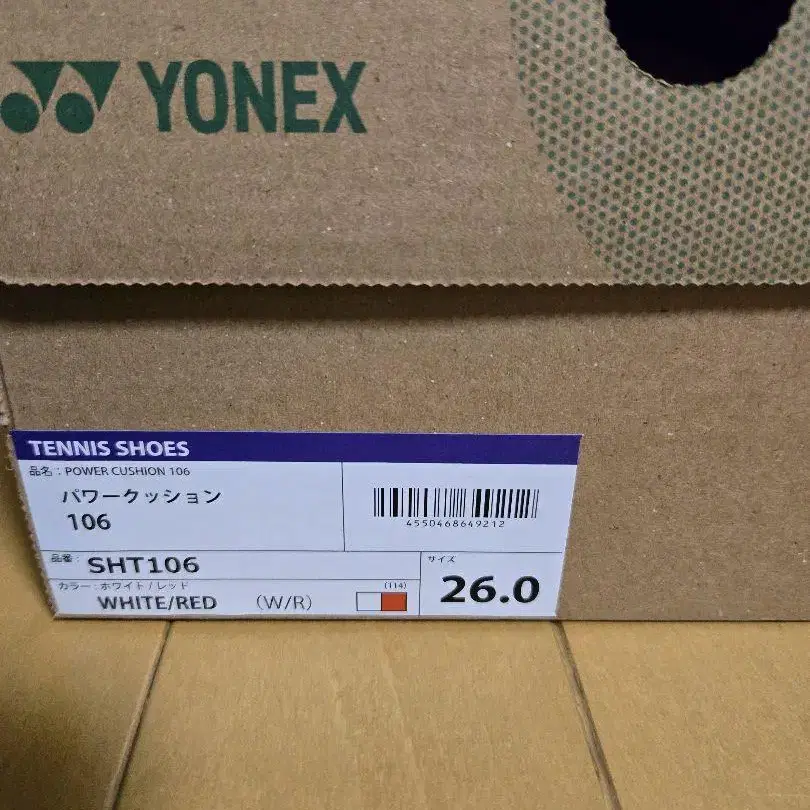 YONEX
TENNIS SHOES
品名：POWER CUSHION 106
パワークッション
106
4550468649212
品番：
SHT106
サイズ
26.0
カラー：ホワイト/レッド
(114)
WHITE/RED (W/R)